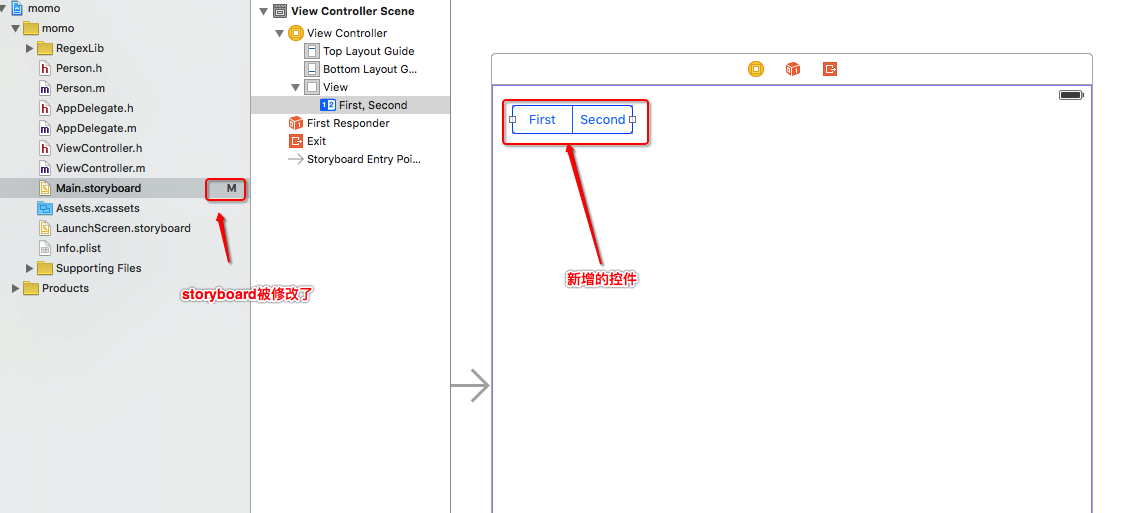 momo
momo
RegexLib
h Person.h
m Person.m
h AppDelegate.h
m AppDelegate.m
h ViewController.h
m ViewController.m
Main.storyboard M
Assets.xcassets
LaunchScreen.storyboard
Info.plist
Supporting Files
Products
storyboard被修改了
View Controller Scene
View Controller
Top Layout Guide
Bottom Layout G...
View
1 2 First, Second
First Responder
Exit
Storyboard Entry Poi...
First Second
新增的控件